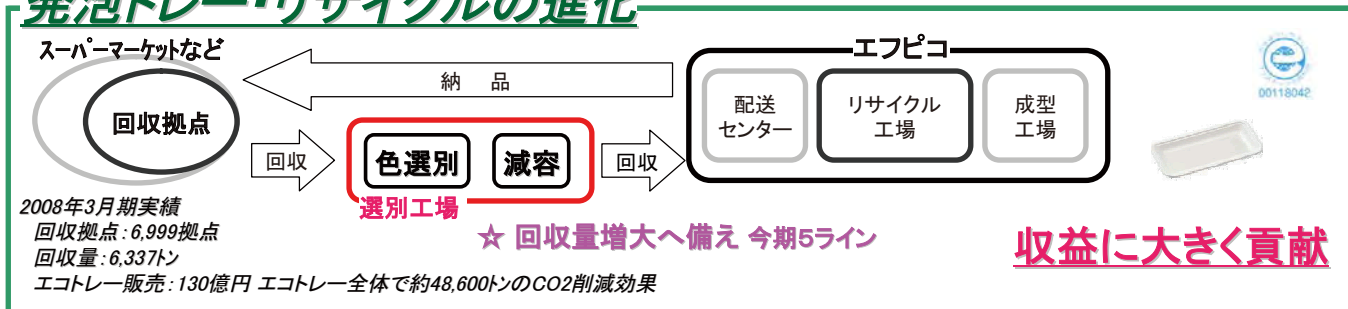 発泡トレー・リサイクルの進化
スーパーマーケットなど
回収拠点
納 品
回収
色選別
減容
選別工場
回収
エフピコ
配送
センター
リサイクル
工場
成型
工場
00118042
2008年3月期実績
回収拠点：6,999拠点
回収量：6,337トン
エコトレー販売：130億円 エコトレー全体で約48,600トンのCO2削減効果
☆ 回収量増大へ備え 今期5ライン
収益に大きく貢献